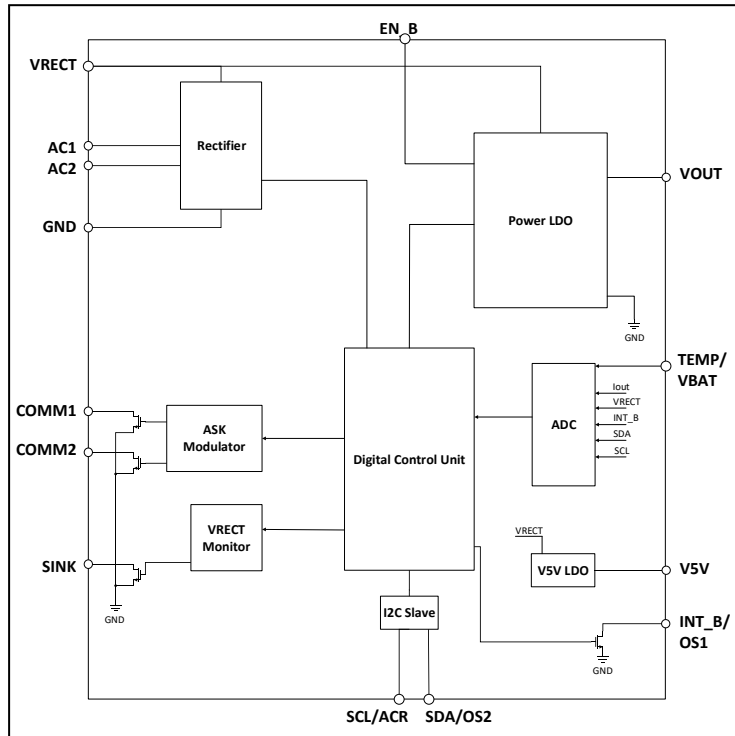 EN_B
VRECT
AC1
AC2
GND
Rectifier
Power LDO
VOUT
GND
TEMP/
VBAT
Iout
VRECT
INT_B
SDA
SCL
ADC
COMM1
COMM2
ASK
Modulator
Digital Control Unit
VRECT
Monitor
SINK
GND
VRECT
V5V LDO
V5V
I2C Slave
INT_B/
OS1
GND
SCL/ACR
SDA/OS2